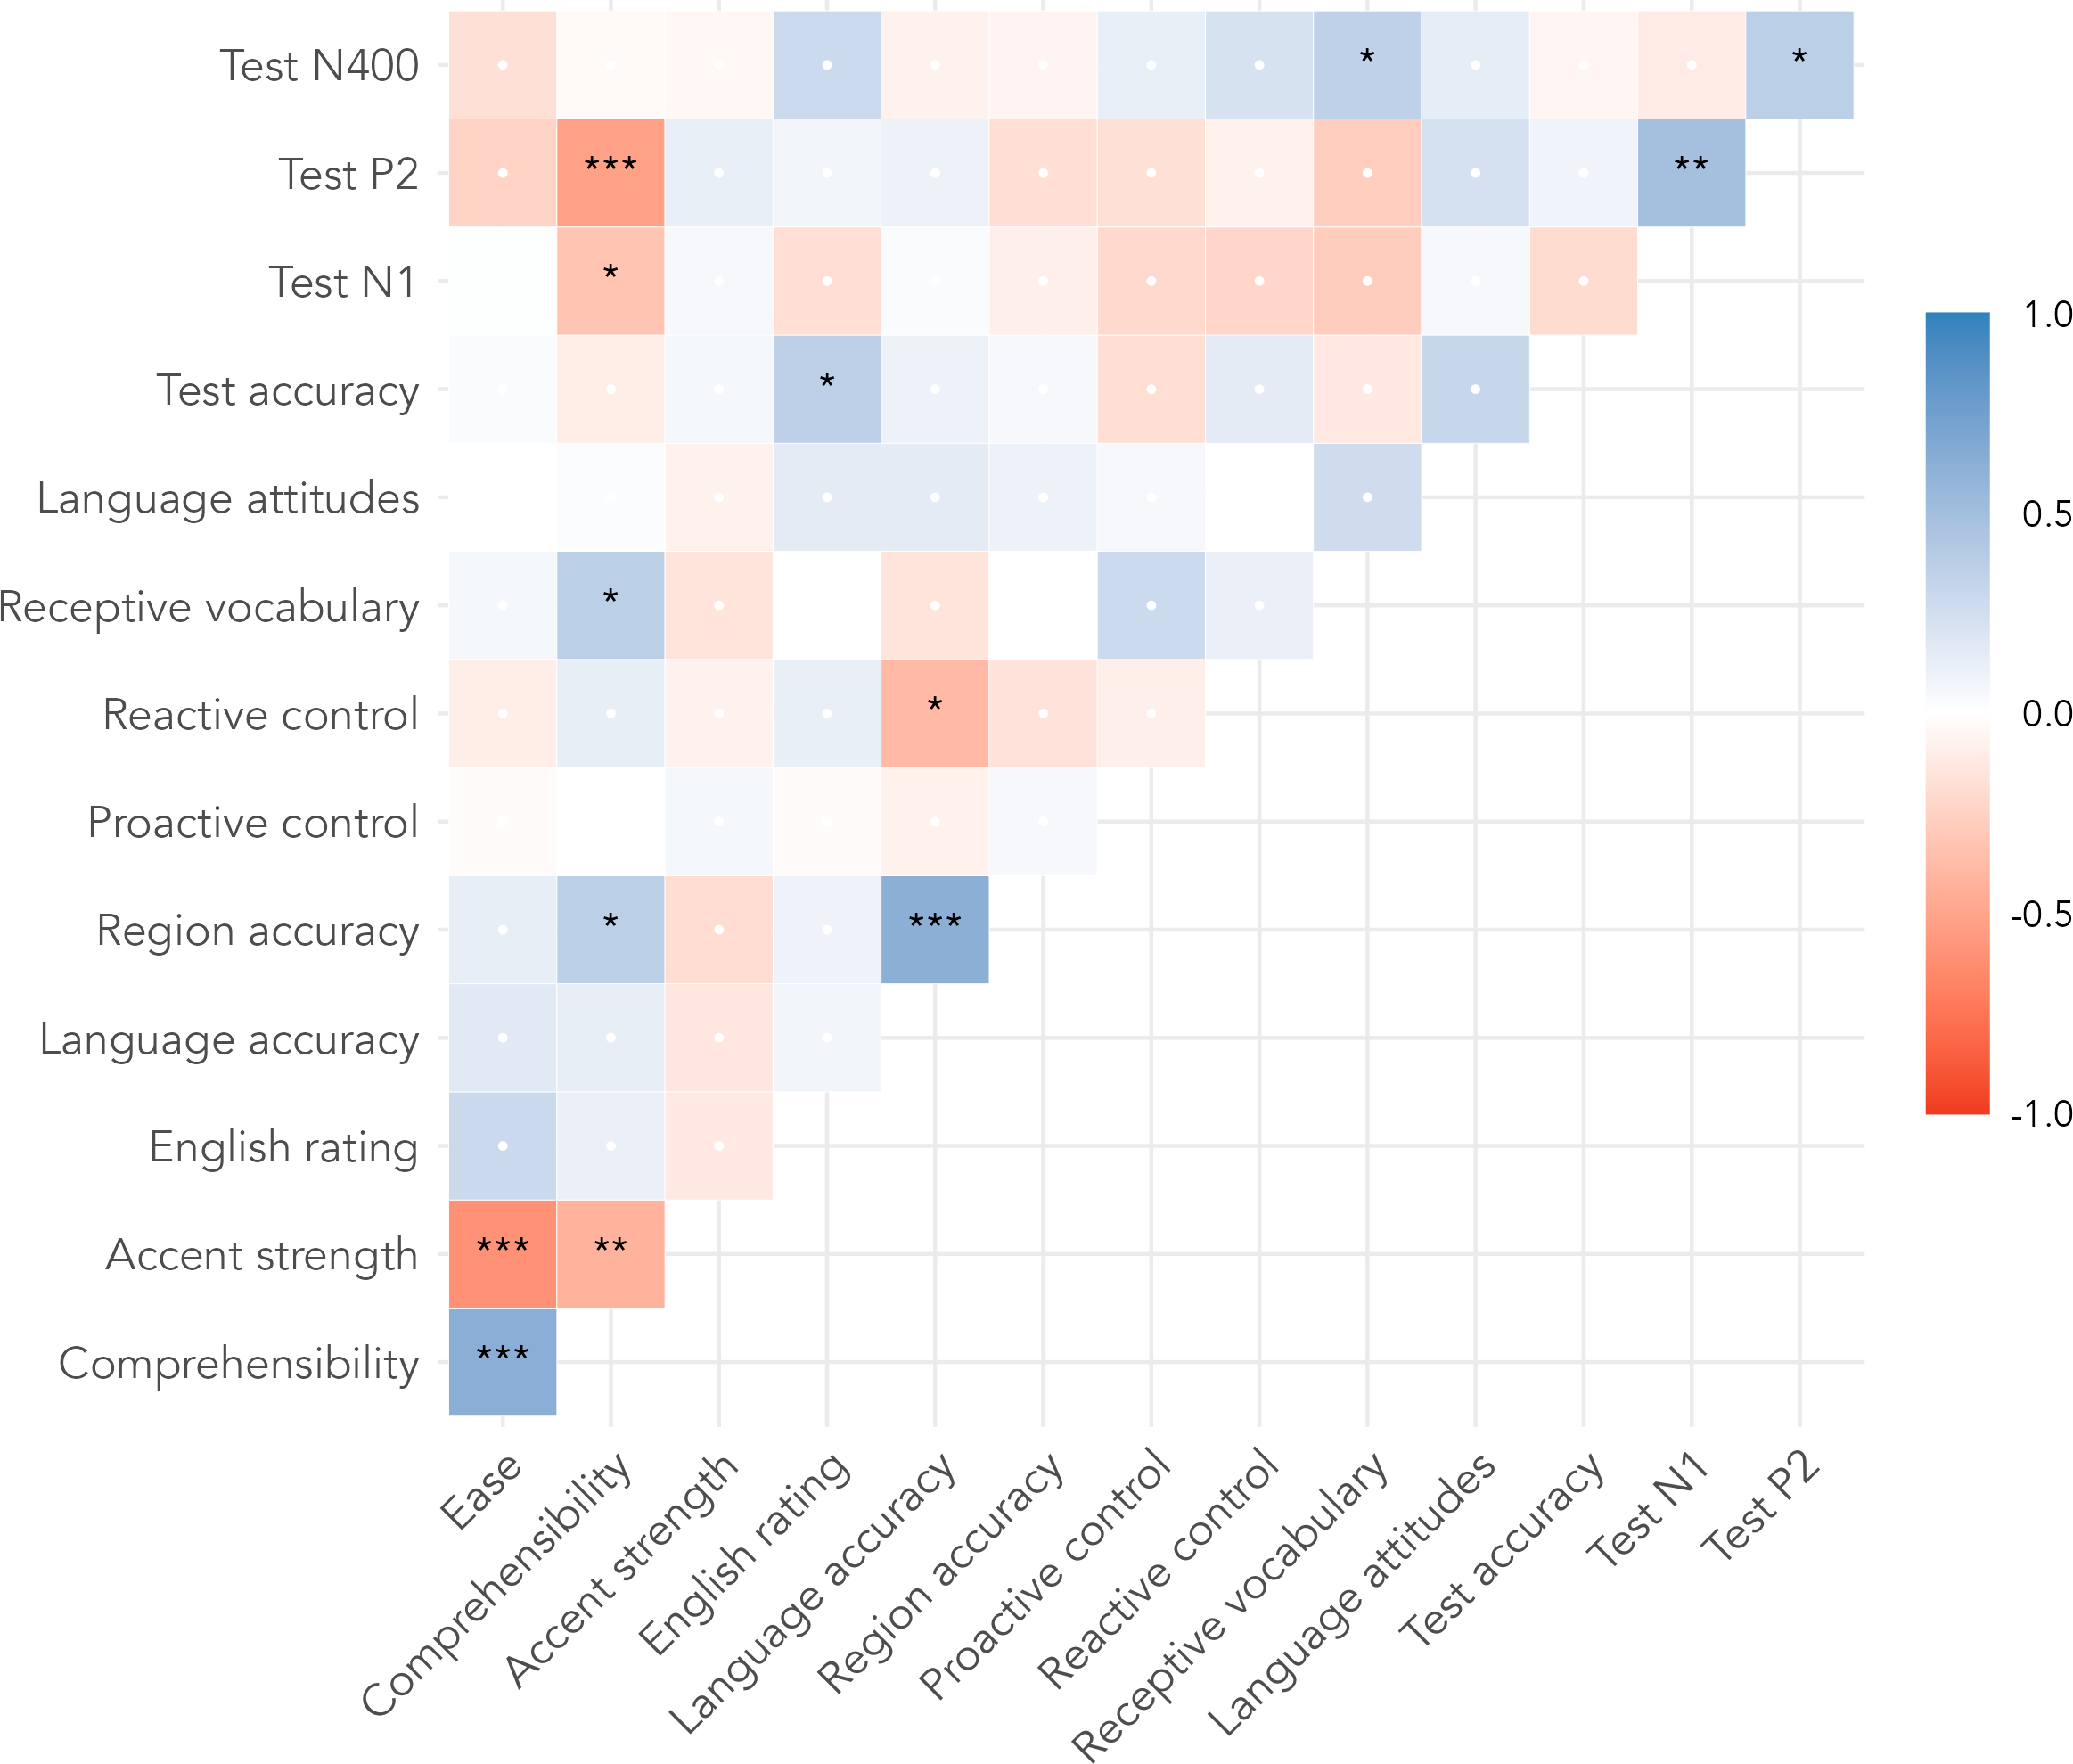 Test N400 * *
Test P2 *** **
Test N1 *
Test accuracy *
Language attitudes
Receptive vocabulary *
Reactive control *
Proactive control
Region accuracy * ***
Language accuracy
English rating
Accent strength *** **
Comprehensibility ***
Ease
Comprehensibility
Accent strength
English rating
Language accuracy
Region accuracy
Proactive control
Reactive control
Receptive vocabulary
Language attitudes
Test accuracy
Test N1
Test P2
1.0
0.5
0.0
-0.5
-1.0